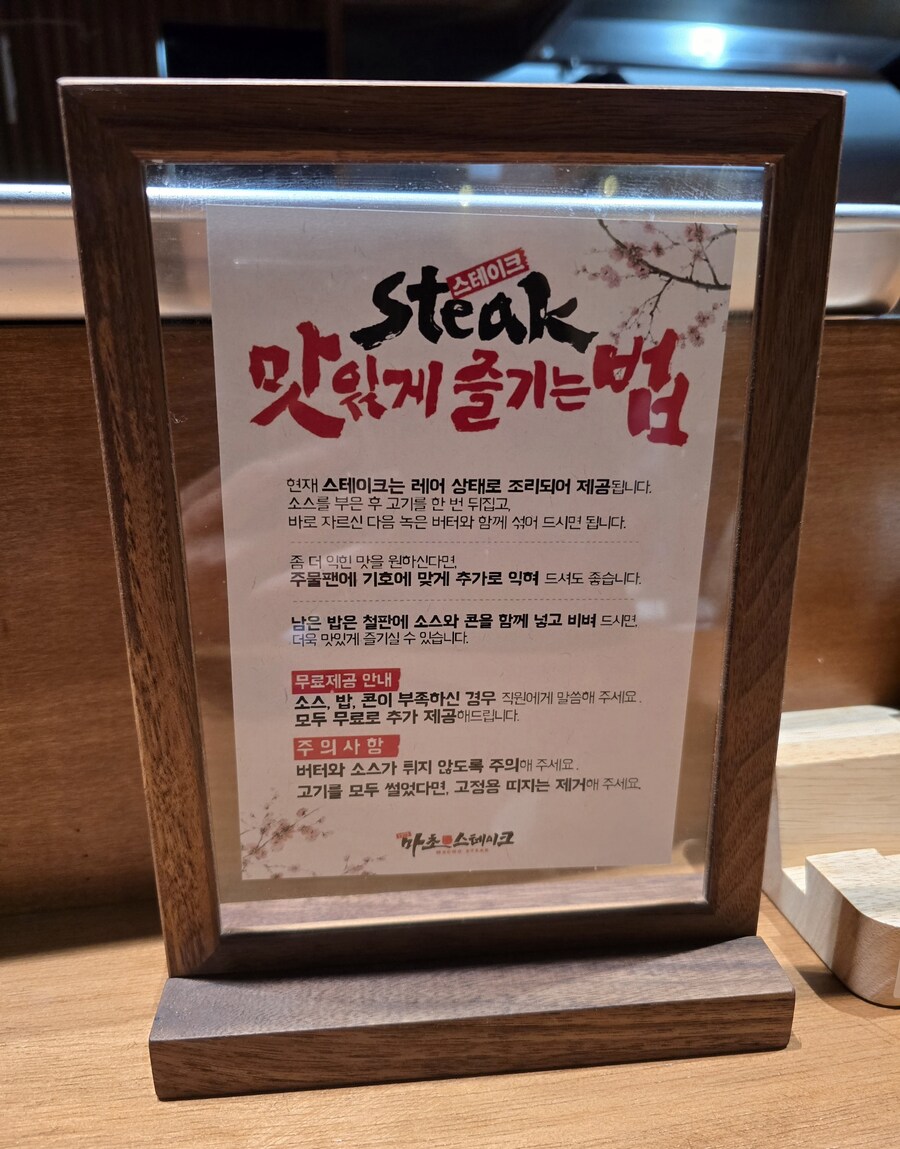 스테이크
Steak
맛있게 즐기는 법
현재 스테이크는 레어 상태로 조리되어 제공됩니다.
소스를 부은 후 고기를 한 번 뒤집고,
바로 자르신 다음 녹은 버터와 함께 섞어 드시면 됩니다.
좀 더 익힌 맛을 원하신다면,
주물팬에 기호에 맞게 추가로 익혀 드셔도 좋습니다.
남은 밥은 철판에 소스와 콘을 함께 넣고 비벼 드시면,
더욱 맛있게 즐기실 수 있습니다.
무료제공 안내
소스, 밥, 콘이 부족하신 경우 직원에게 말씀해 주세요.
모두 무료로 추가 제공해드립니다.
주의사항
버터와 소스가 튀지 않도록 주의해 주세요.
고기를 모두 썰었다면, 고정용 띠지는 제거해 주세요.
마초스테이크